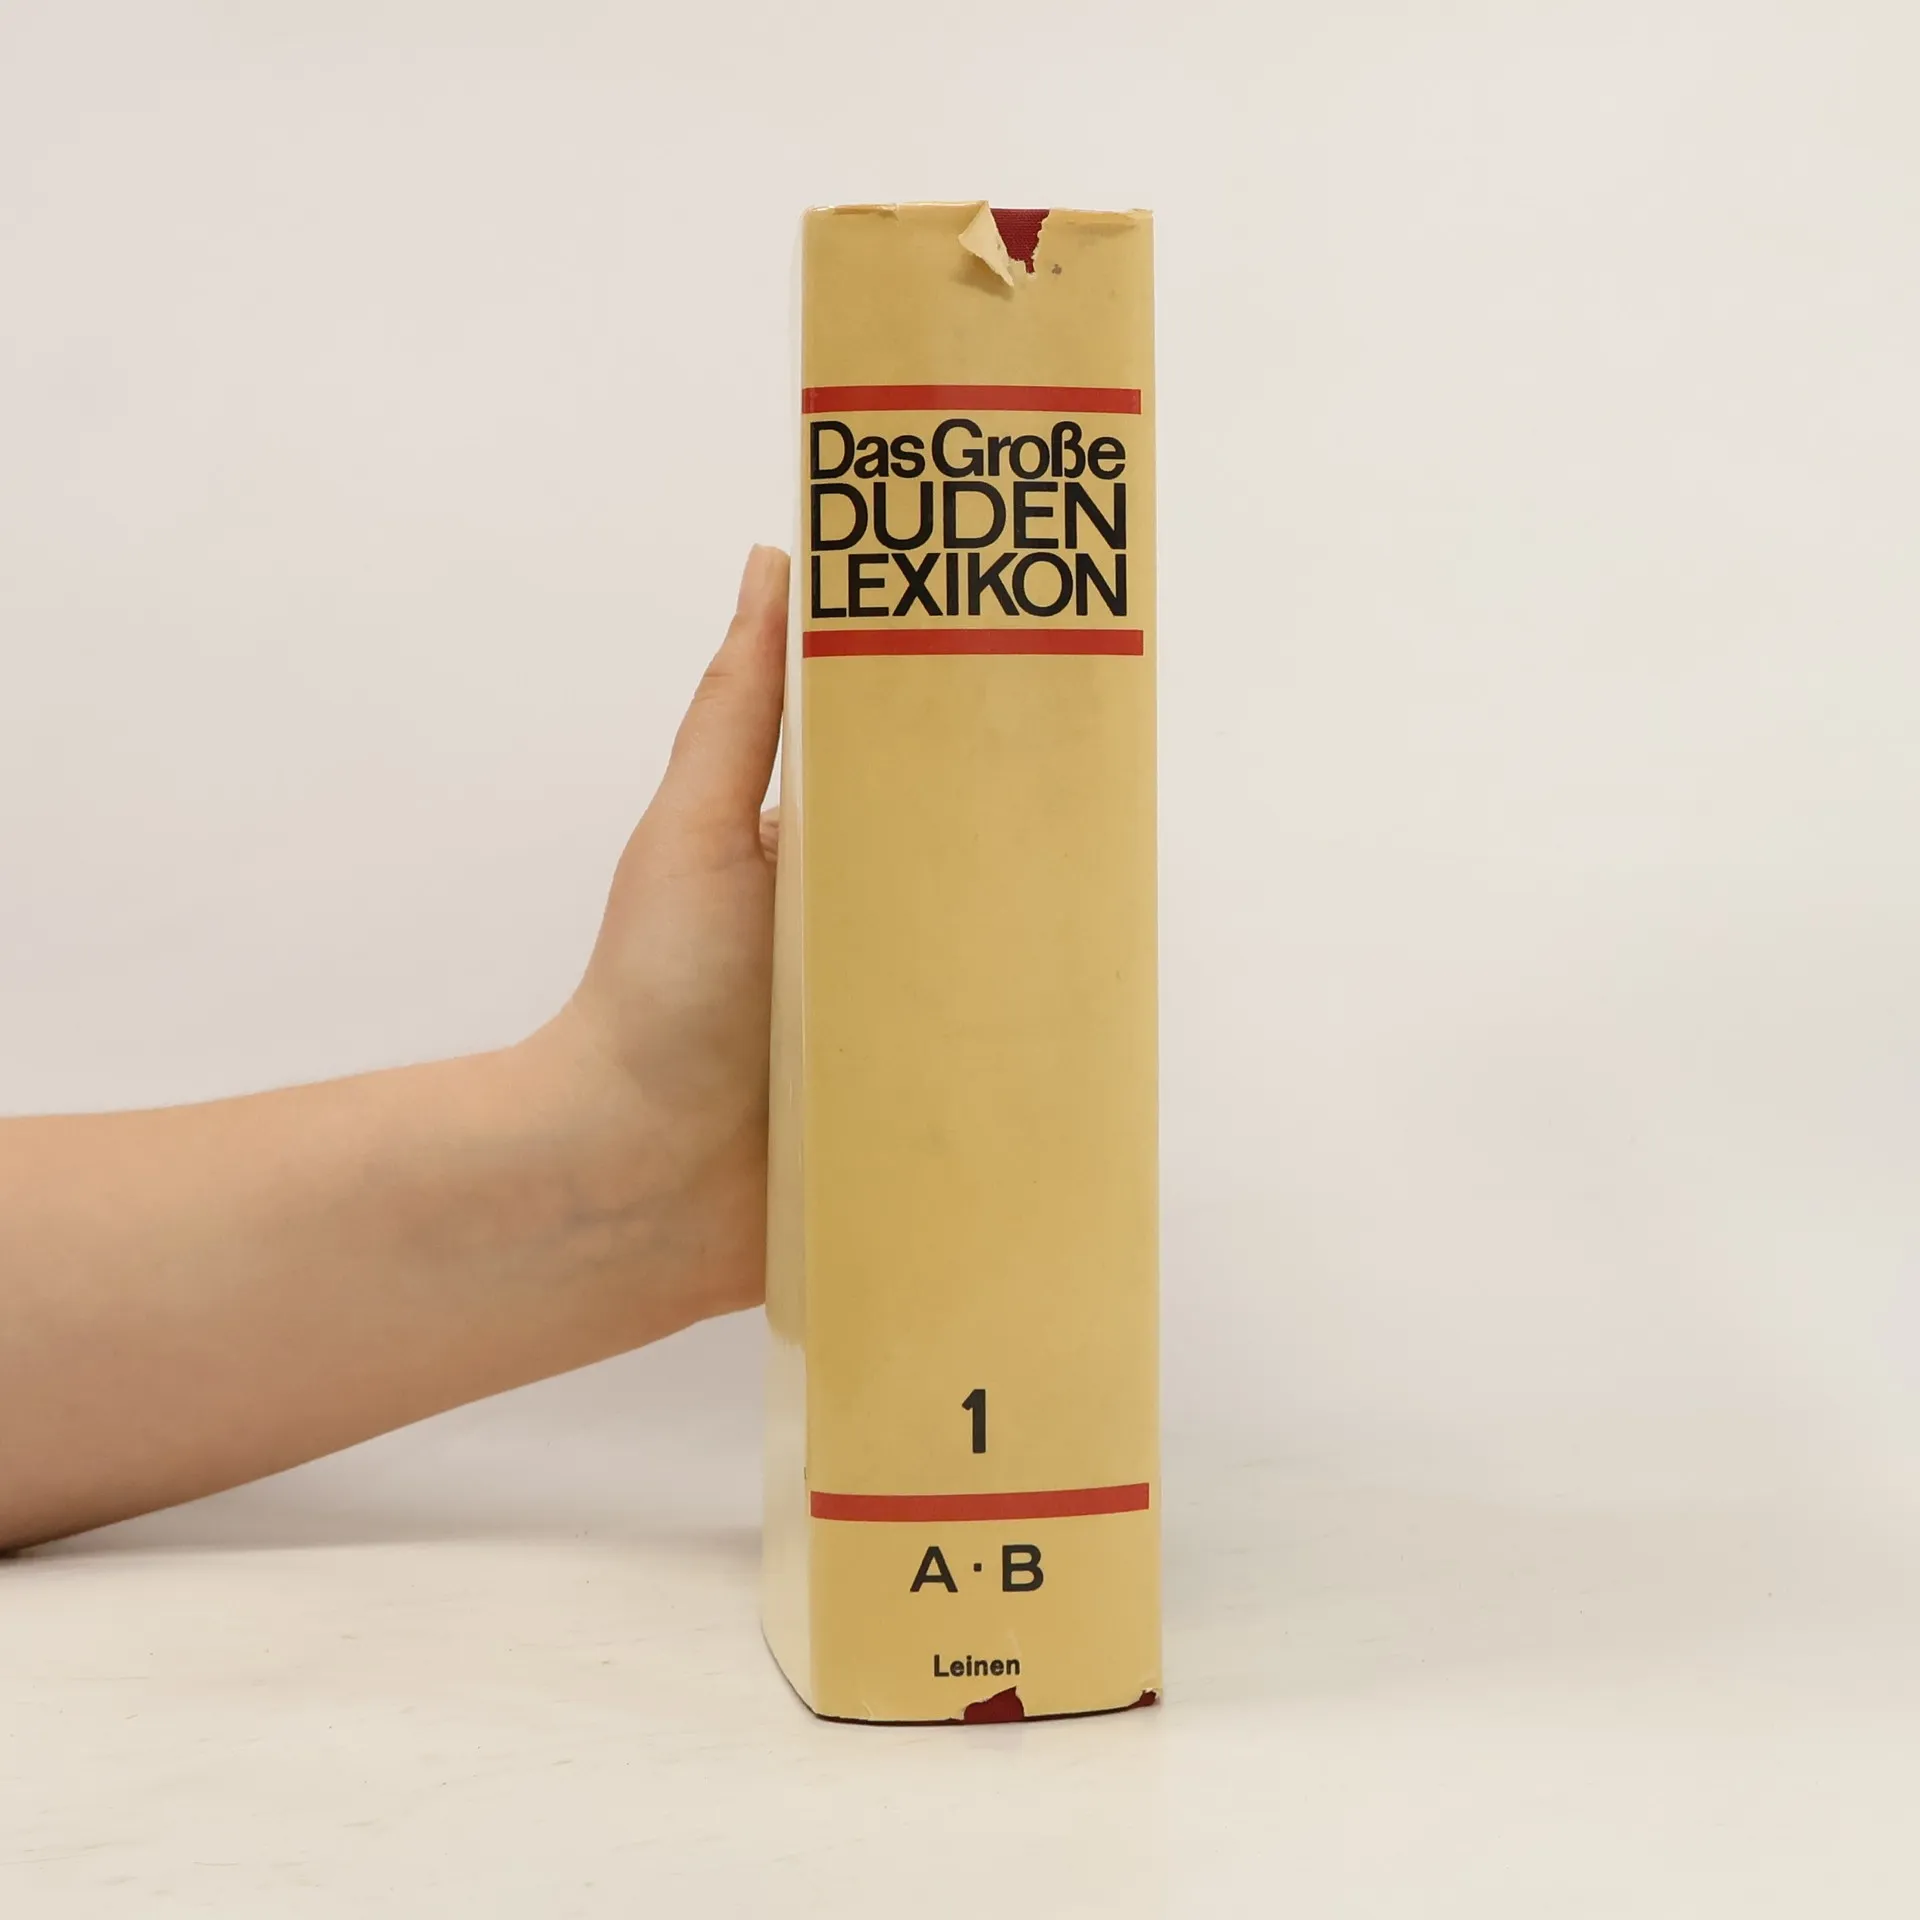 Das Große
DUDEN
LEXIKON
1
A · B
Leinen